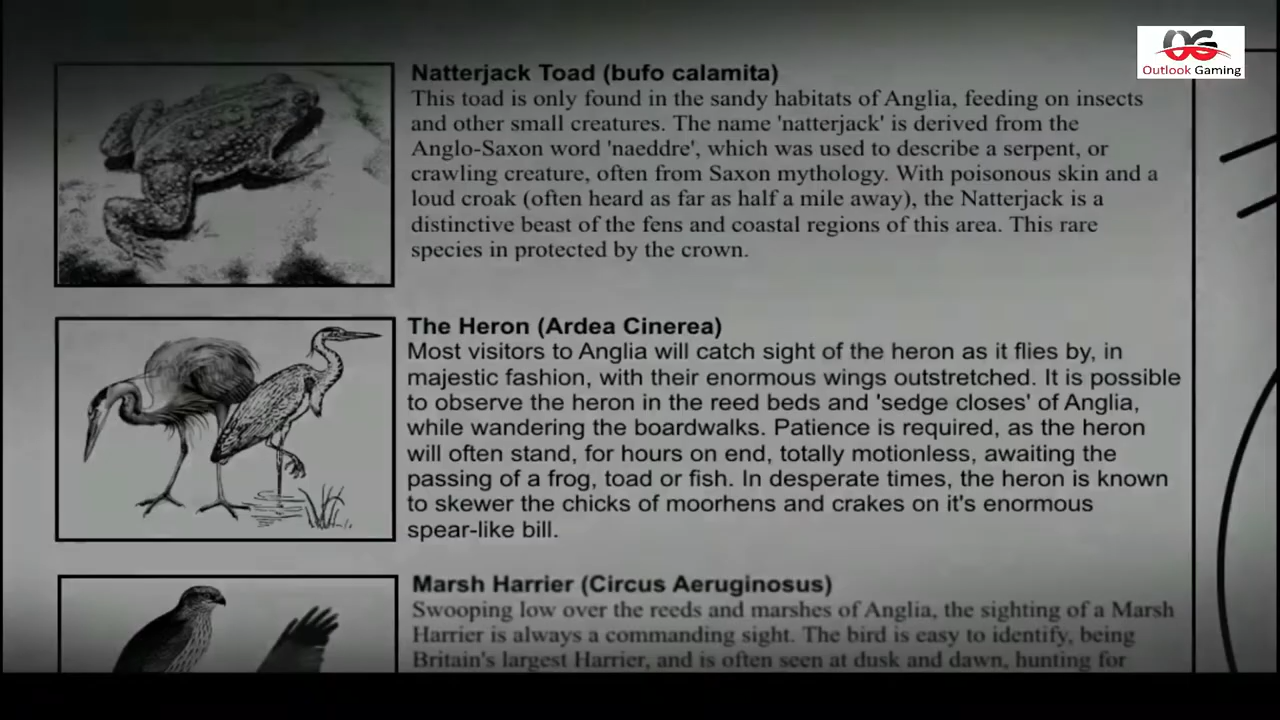 OG
Outlook Gaming
Natterjack Toad (bufo calamita)
This toad is only found in the sandy habitats of Anglia, feeding on insects
and other small creatures. The name 'natterjack' is derived from the
Anglo-Saxon word 'naeddre', which was used to describe a serpent, or
crawling creature, often from Saxon mythology. With poisonous skin and a
loud croak (often heard as far as half a mile away), the Natterjack is a
distinctive beast of the fens and coastal regions of this area. This rare
species in protected by the crown.
The Heron (Ardea Cinerea)
Most visitors to Anglia will catch sight of the heron as it flies by, in
majestic fashion, with their enormous wings outstretched. It is possible
to observe the heron in the reed beds and 'sedge closes' of Anglia,
while wandering the boardwalks. Patience is required, as the heron
will often stand, for hours on end, totally motionless, awaiting the
passing of a frog, toad or fish. In desperate times, the heron is known
to skewer the chicks of moorhens and crakes on it's enormous
spear-like bill.
Marsh Harrier (Circus Aeruginosus)
Swooping low over the reeds and marshes of Anglia, the sighting of a Marsh
Harrier is always a commanding sight. The bird is easy to identify, being
Britain's largest Harrier, and is often seen at dusk and dawn, hunting for